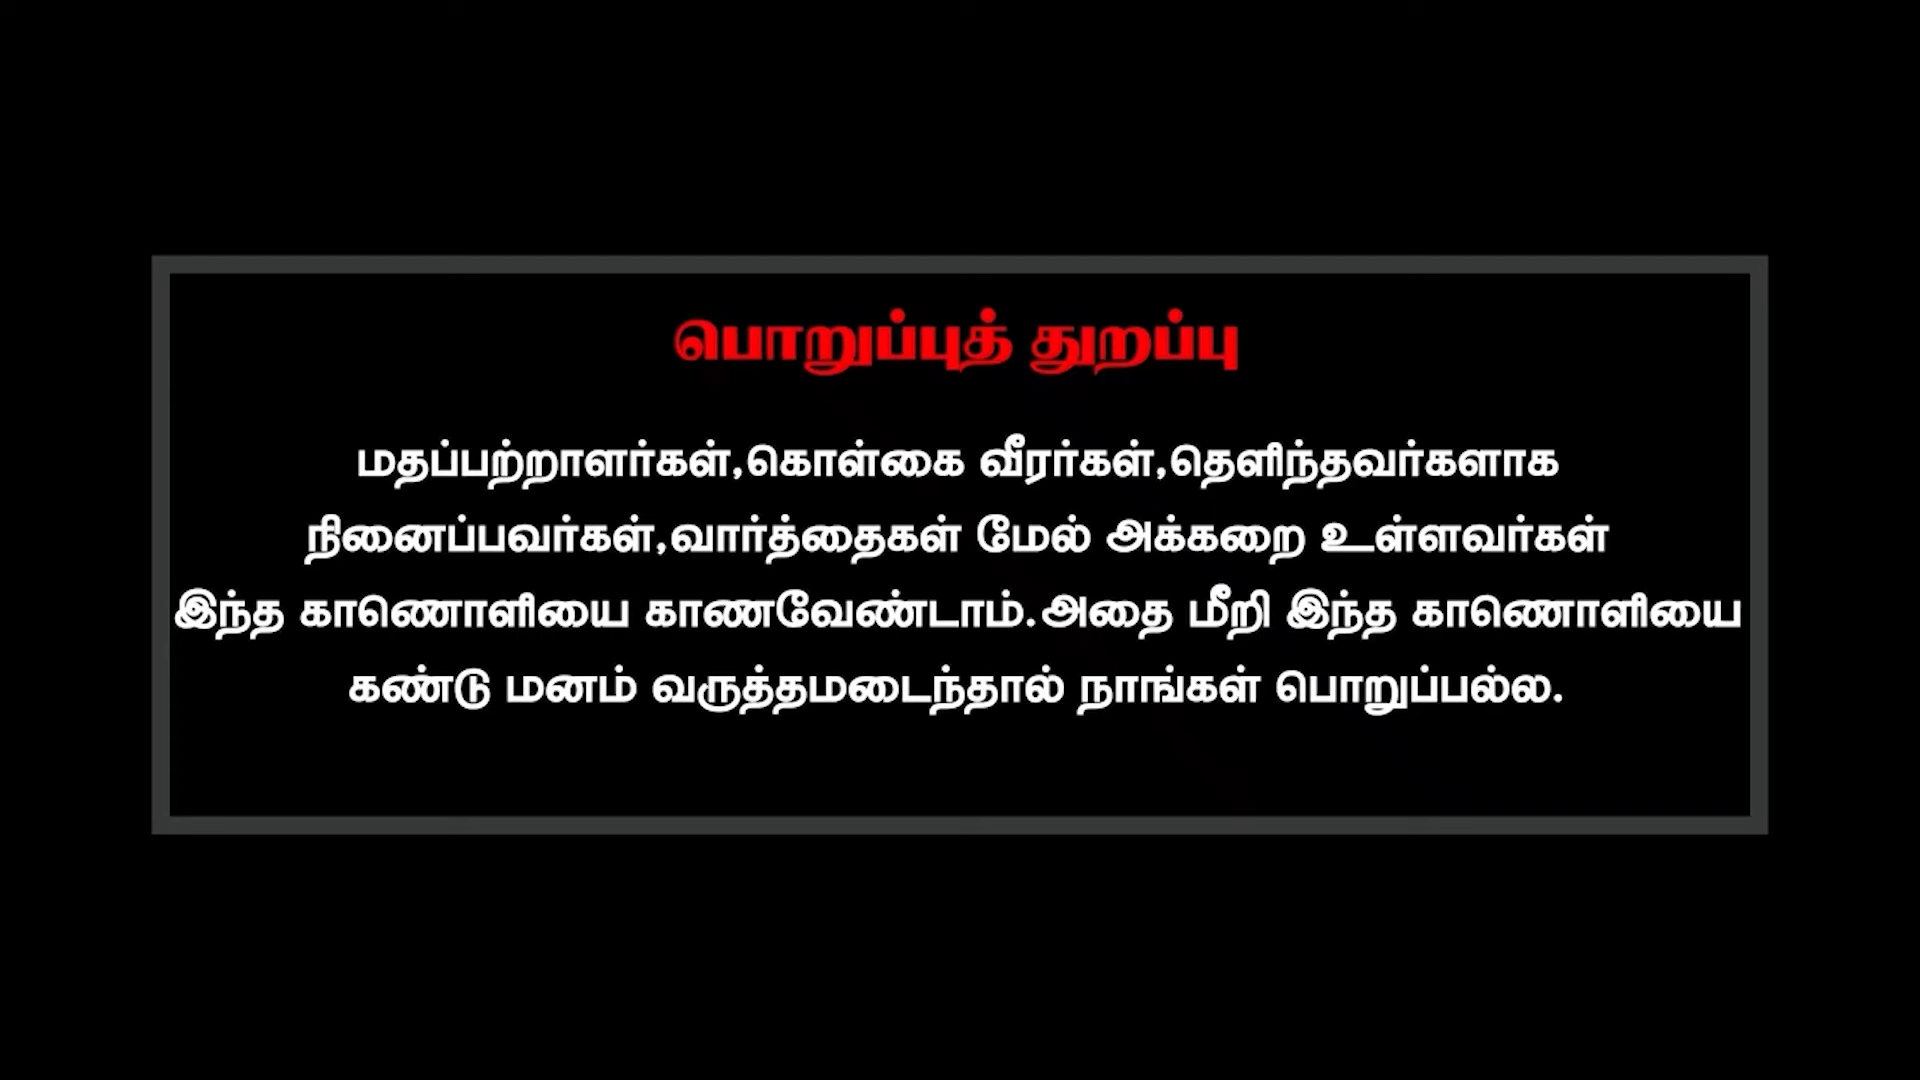 பொறுப்புத் துறப்பு
மதப்பற்றாளர்கள்,கொள்கை வீரர்கள்,தெளிந்தவர்களாக
நினைப்பவர்கள்,வார்த்தைகள் மேல் அக்கறை உள்ளவர்கள்
இந்த காணொளியை காணவேண்டாம்.அதை மீறி இந்த காணொளியை
கண்டு மனம் வருத்தமடைந்தால் நாங்கள் பொறுப்பல்ல.